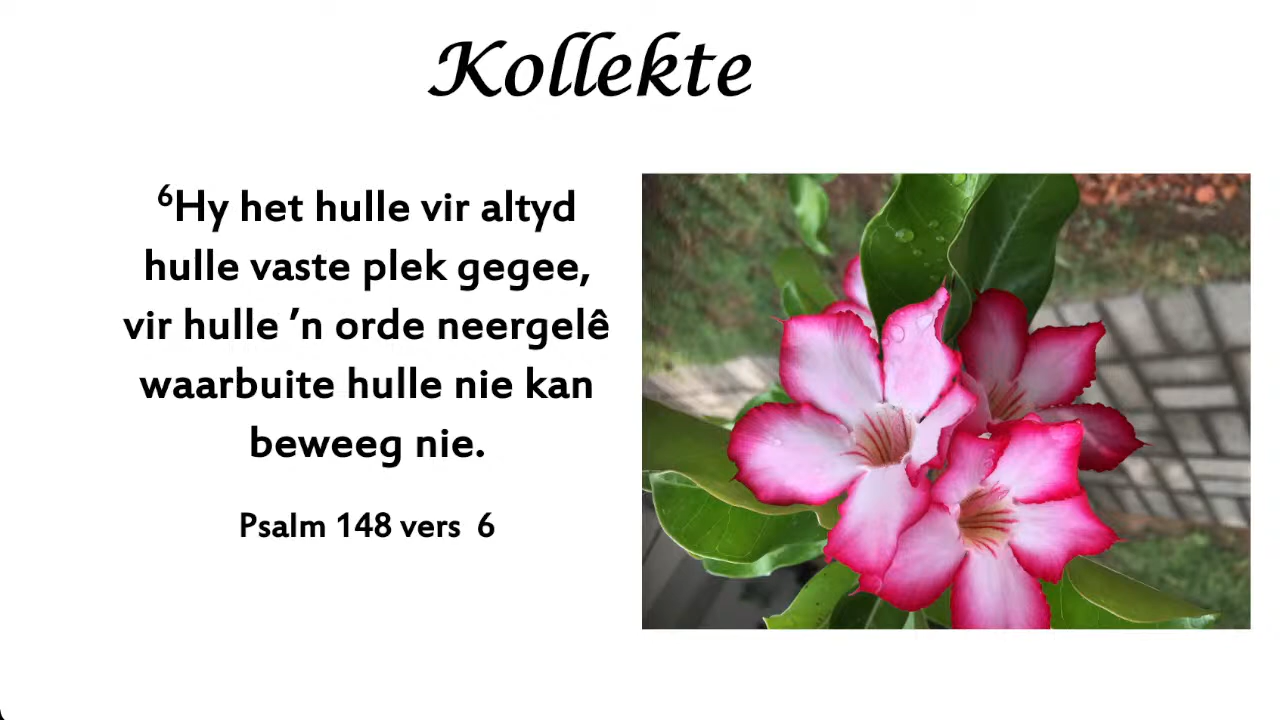 Kollekte
⁶Hy het hulle vir altyd
hulle vaste plek gegee,
vir hulle ’n orde neergelê
waarbuite hulle nie kan
beweeg nie.
Psalm 148 vers 6